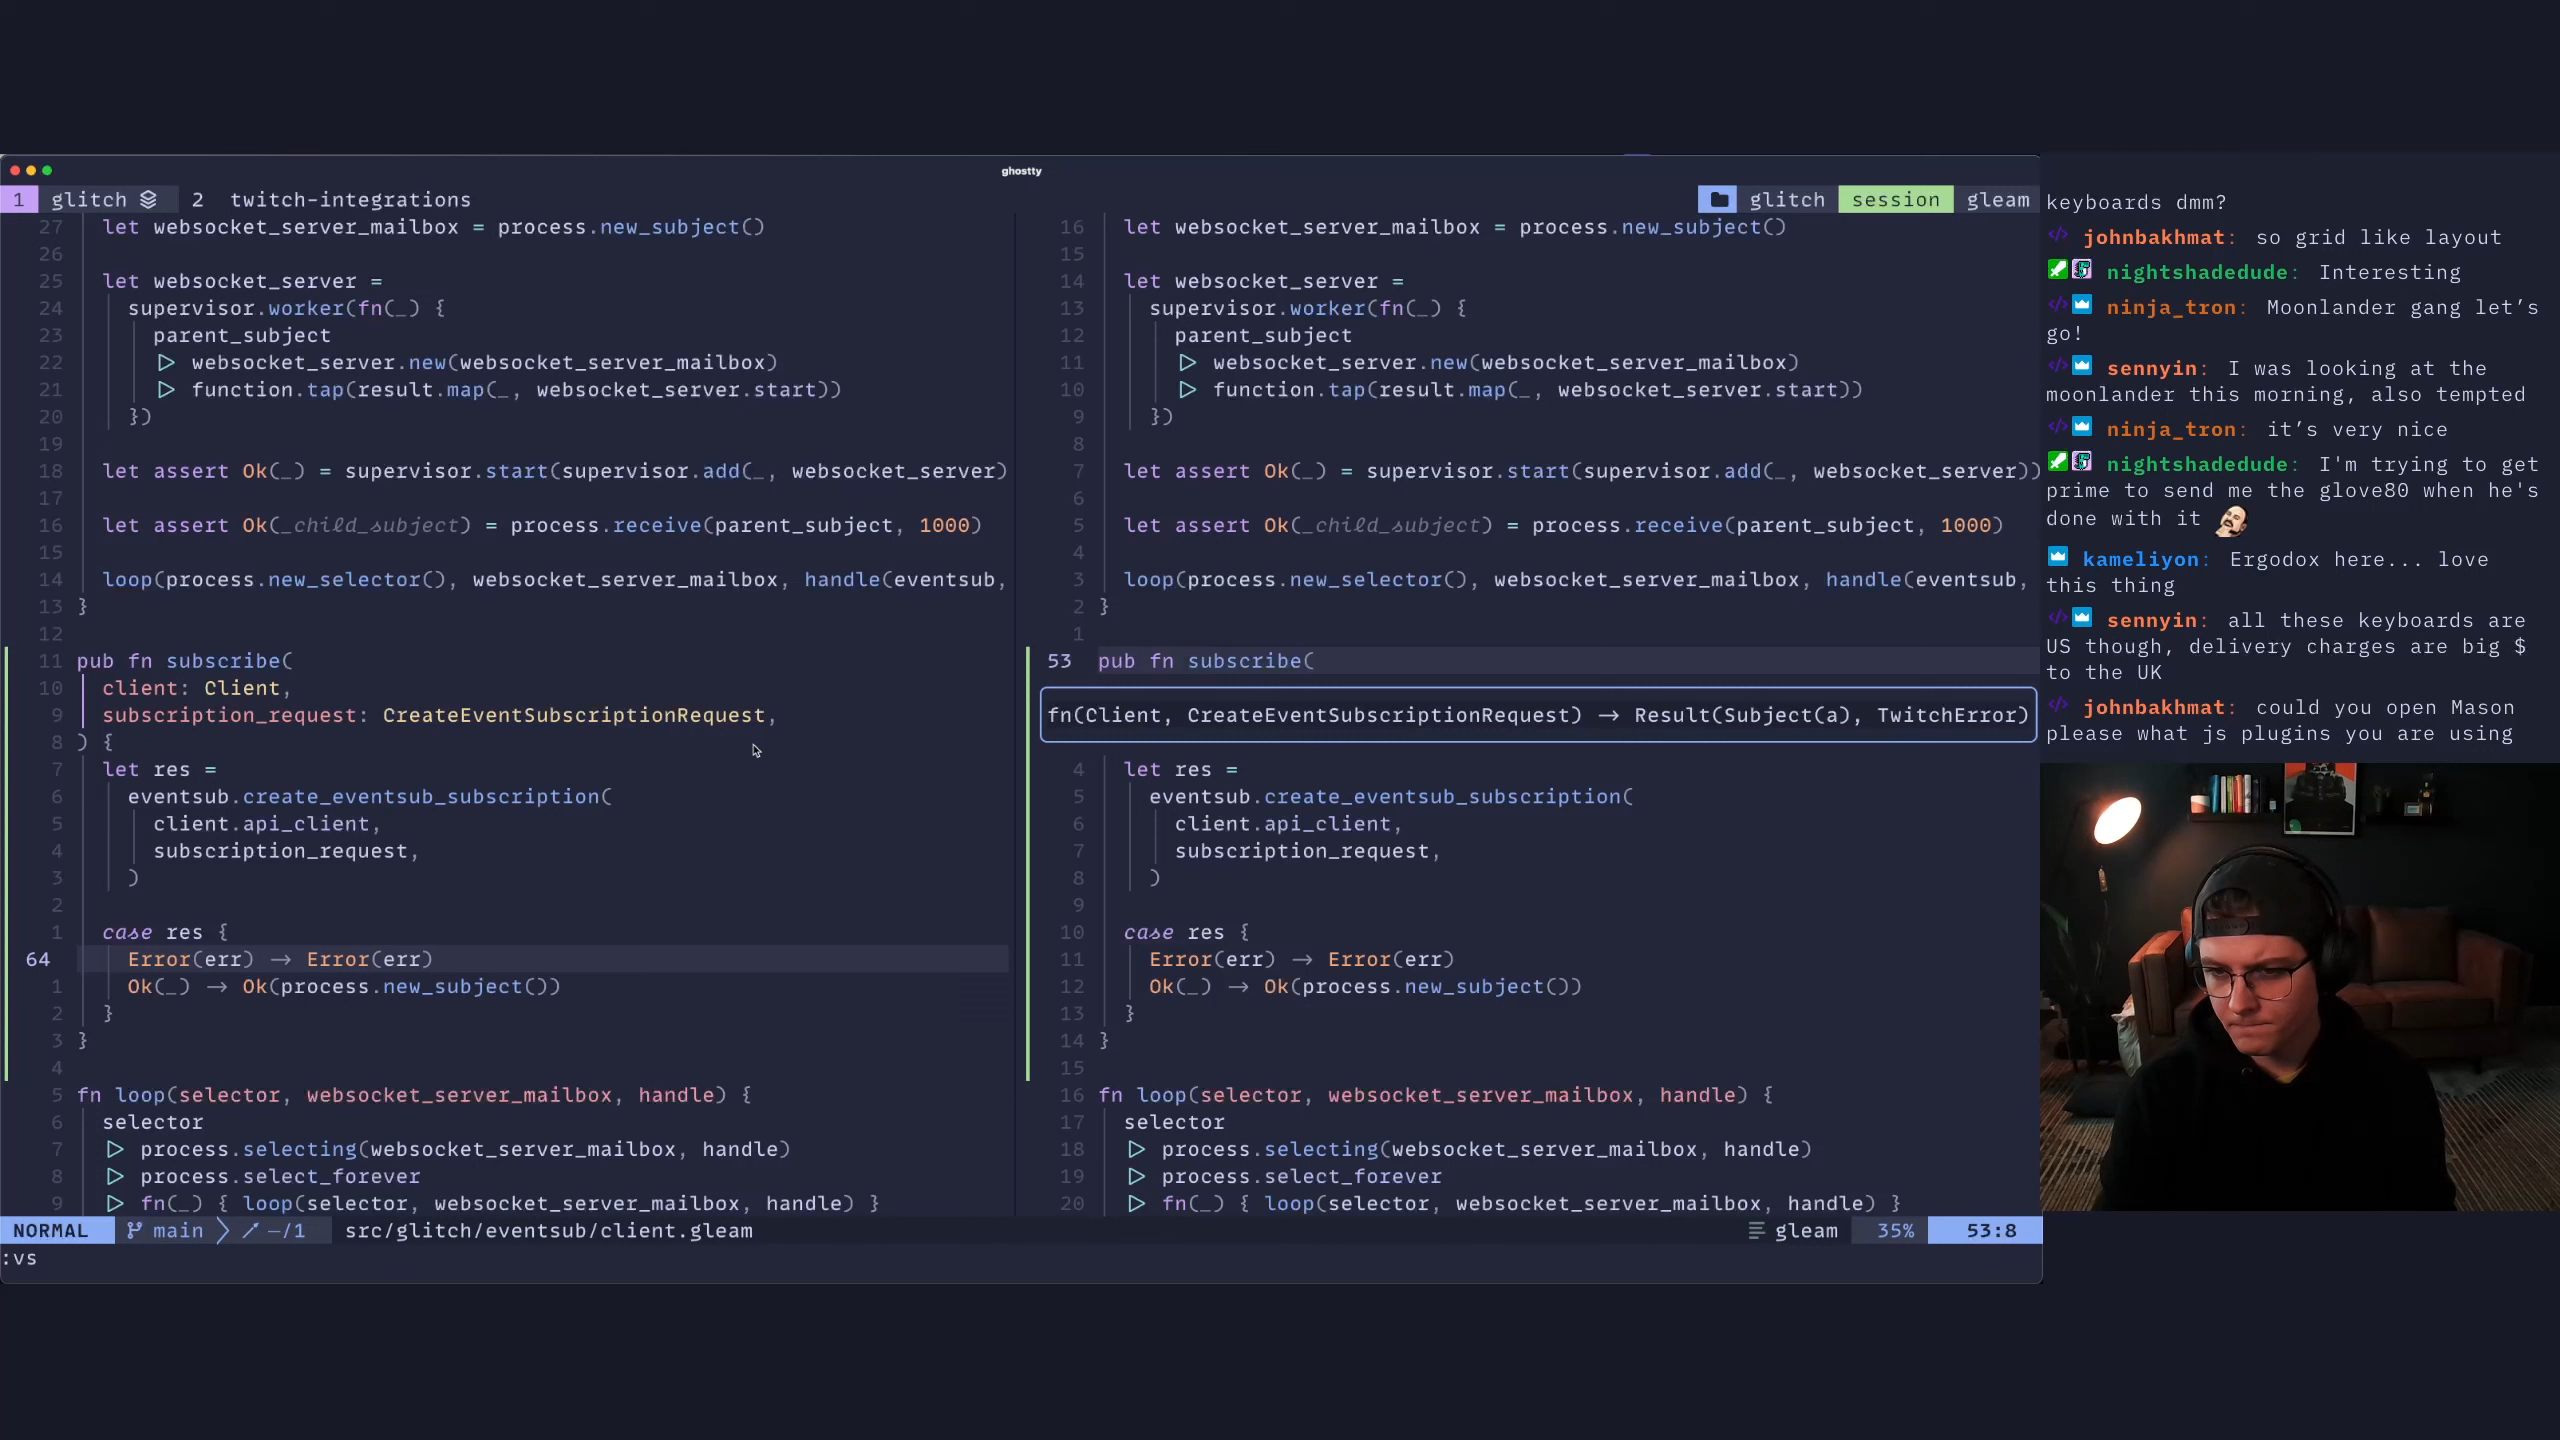 ghostty
1 glitch 2 twitch-integrations
glitch session gleam
27 let websocket_server_mailbox = process.new_subject()
26
25 let websocket_server =
24 supervisor.worker(fn(_) {
23 parent_subject
22 |> websocket_server.new(websocket_server_mailbox)
21 |> function.tap(result.map(_, websocket_server.start))
20 })
19
18 let assert Ok(_) = supervisor.start(supervisor.add(_, websocket_server)
17
16 let assert Ok(_child_subject) = process.receive(parent_subject, 1000)
15
14 loop(process.new_selector(), websocket_server_mailbox, handle(eventsub,
13 }
12
11 pub fn subscribe(
10 client: Client,
9 subscription_request: CreateEventSubscriptionRequest,
8 ) {
7 let res =
6 eventsub.create_eventsub_subscription(
5 client.api_client,
4 subscription_request,
3 )
2
1 case res {
64 Error(err) -> Error(err)
1 Ok(_) -> Ok(process.new_subject())
2 }
3 }
4
5 fn loop(selector, websocket_server_mailbox, handle) {
6 selector
7 |> process.selecting(websocket_server_mailbox, handle)
8 |> process.select_forever
9 |> fn(_) { loop(selector, websocket_server_mailbox, handle) }
16 let websocket_server_mailbox = process.new_subject()
15
14 let websocket_server =
13 supervisor.worker(fn(_) {
12 parent_subject
11 |> websocket_server.new(websocket_server_mailbox)
10 |> function.tap(result.map(_, websocket_server.start))
9 })
8
7 let assert Ok(_) = supervisor.start(supervisor.add(_, websocket_server))
6
5 let assert Ok(_child_subject) = process.receive(parent_subject, 1000)
4
3 loop(process.new_selector(), websocket_server_mailbox, handle(eventsub,
2 }
1
53 pub fn subscribe(
fn(Client, CreateEventSubscriptionRequest) -> Result(Subject(a), TwitchError)
4 let res =
5 eventsub.create_eventsub_subscription(
6 client.api_client,
7 subscription_request,
8 )
9
10 case res {
11 Error(err) -> Error(err)
12 Ok(_) -> Ok(process.new_subject())
13 }
14 }
15
16 fn loop(selector, websocket_server_mailbox, handle) {
17 selector
18 |> process.selecting(websocket_server_mailbox, handle)
19 |> process.select_forever
20 |> fn(_) { loop(selector, websocket_server_mailbox, handle) }
NORMAL main ~/1 src/glitch/eventsub/client.gleam gleam 35% 53:8
:vs
keyboards dmm?
johnbakhmat: so grid like layout
nightshadedude: Interesting
ninja_tron: Moonlander gang let's
go!
sennyin: I was looking at the
moonlander this morning, also tempted
ninja_tron: it's very nice
nightshadedude: I'm trying to get
prime to send me the glove80 when he's
done with it
kameliyon: Ergodox here... love
this thing
sennyin: all these keyboards are
US though, delivery charges are big $
to the UK
johnbakhmat: could you open Mason
please what js plugins you are using